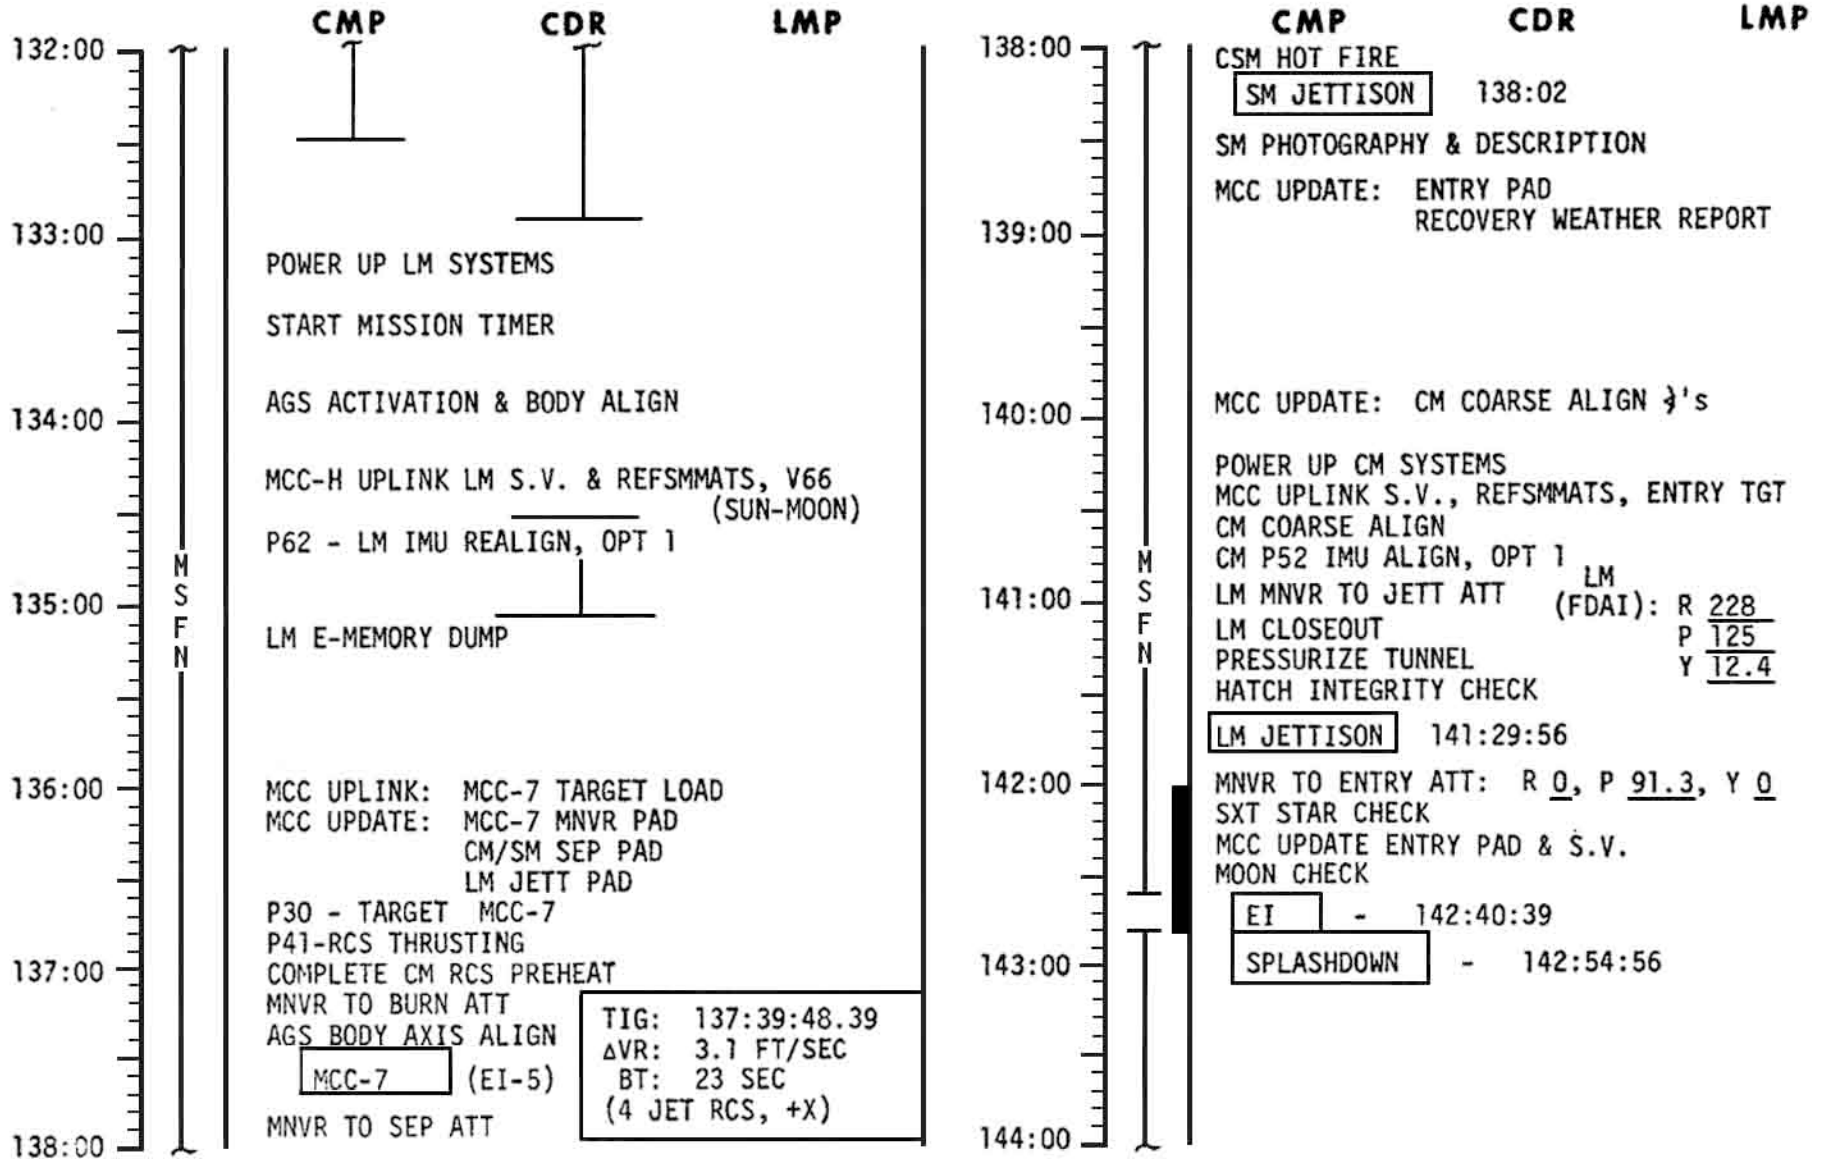 CMP CDR LMP
132:00
133:00
POWER UP LM SYSTEMS
START MISSION TIMER
AGS ACTIVATION & BODY ALIGN
134:00
MCC-H UPLINK LM S.V. & REFSMMATS, V66
(SUN-MOON)
P62 - LM IMU REALIGN, OPT 1
MSFN
135:00
LM E-MEMORY DUMP
136:00
MCC UPLINK: MCC-7 TARGET LOAD
MCC UPDATE: MCC-7 MNVR PAD
CM/SM SEP PAD
LM JETT PAD
P30 - TARGET MCC-7
P41-RCS THRUSTING
137:00
COMPLETE CM RCS PREHEAT
MNVR TO BURN ATT
AGS BODY AXIS ALIGN
MCC-7 (EI-5)
TIG: 137:39:48.39
ΔVR: 3.1 FT/SEC
BT: 23 SEC
(4 JET RCS, +X)
MNVR TO SEP ATT
138:00
CMP CDR LMP
138:00
CSM HOT FIRE
SM JETTISON 138:02
SM PHOTOGRAPHY & DESCRIPTION
MCC UPDATE: ENTRY PAD
RECOVERY WEATHER REPORT
139:00
140:00
MCC UPDATE: CM COARSE ALIGN ∢'s
POWER UP CM SYSTEMS
MCC UPLINK S.V., REFSMMATS, ENTRY TGT
CM COARSE ALIGN
CM P52 IMU ALIGN, OPT 1
MSFN
141:00
LM MNVR TO JETT ATT LM (FDAI): R 228
LM CLOSEOUT P 125
PRESSURIZE TUNNEL Y 12.4
HATCH INTEGRITY CHECK
LM JETTISON 141:29:56
142:00
MNVR TO ENTRY ATT: R 0, P 91.3, Y 0
SXT STAR CHECK
MCC UPDATE ENTRY PAD & S.V.
MOON CHECK
EI - 142:40:39
143:00
SPLASHDOWN - 142:54:56
144:00